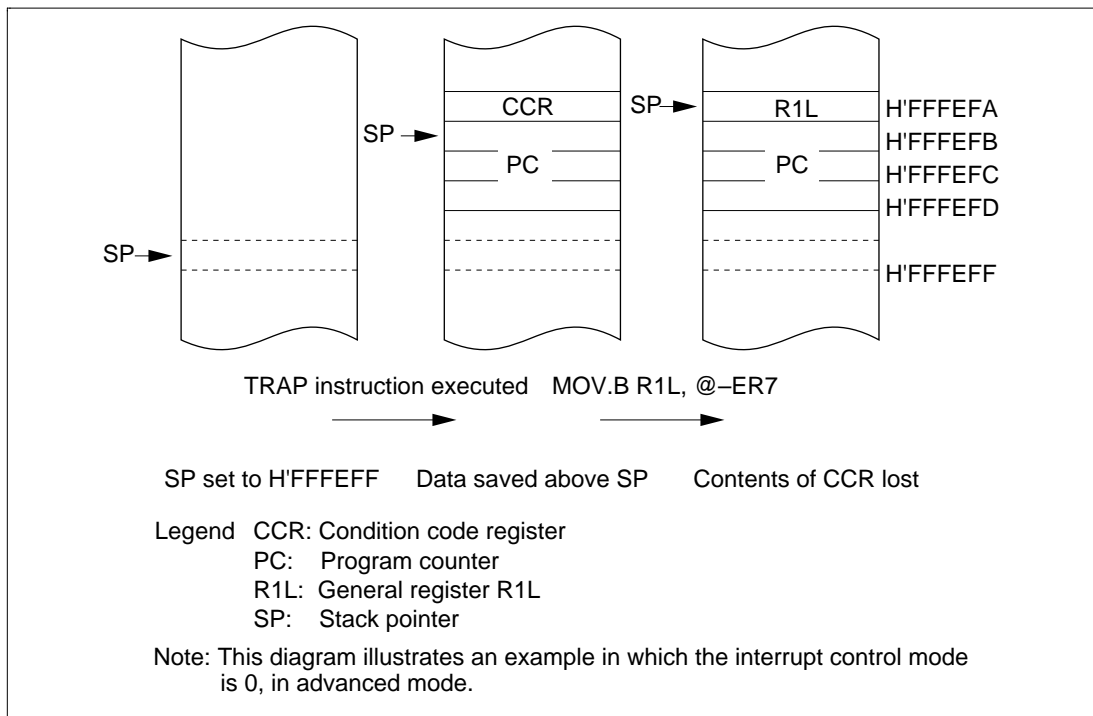 CCR
SP
R1L
H'FFFEFA
SP
H'FFFEFB
PC
PC
H'FFFEFC
H'FFFEFD
SP
H'FFFEFF
TRAP instruction executed
MOV.B R1L, @–ER7
SP set to H'FFFEFF
Data saved above SP
Contents of CCR lost
Legend
CCR: Condition code register
PC: Program counter
R1L: General register R1L
SP: Stack pointer
Note: This diagram illustrates an example in which the interrupt control mode
is 0, in advanced mode.